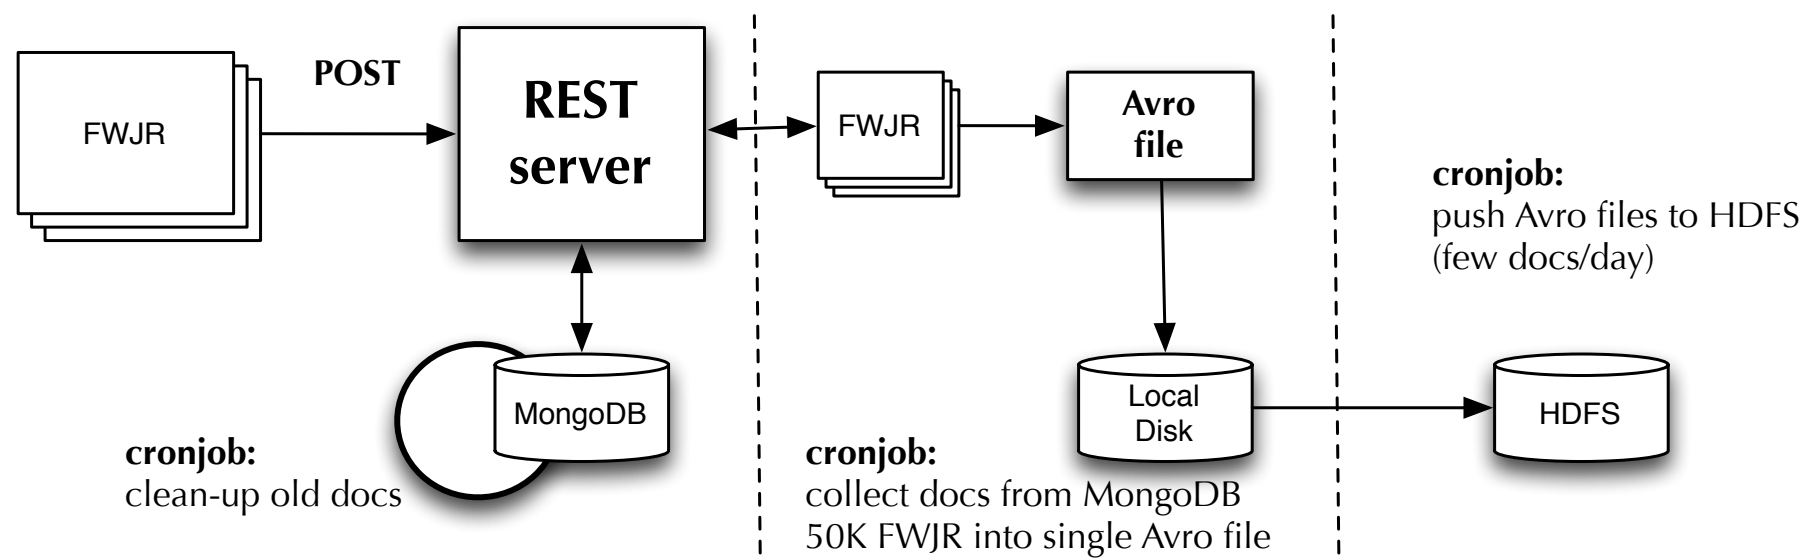 FWJR
POST
REST
server
MongoDB
cronjob:
clean-up old docs
FWJR
Avro
file
Local
Disk
cronjob:
collect docs from MongoDB
50K FWJR into single Avro file
cronjob:
push Avro files to HDFS
(few docs/day)
HDFS